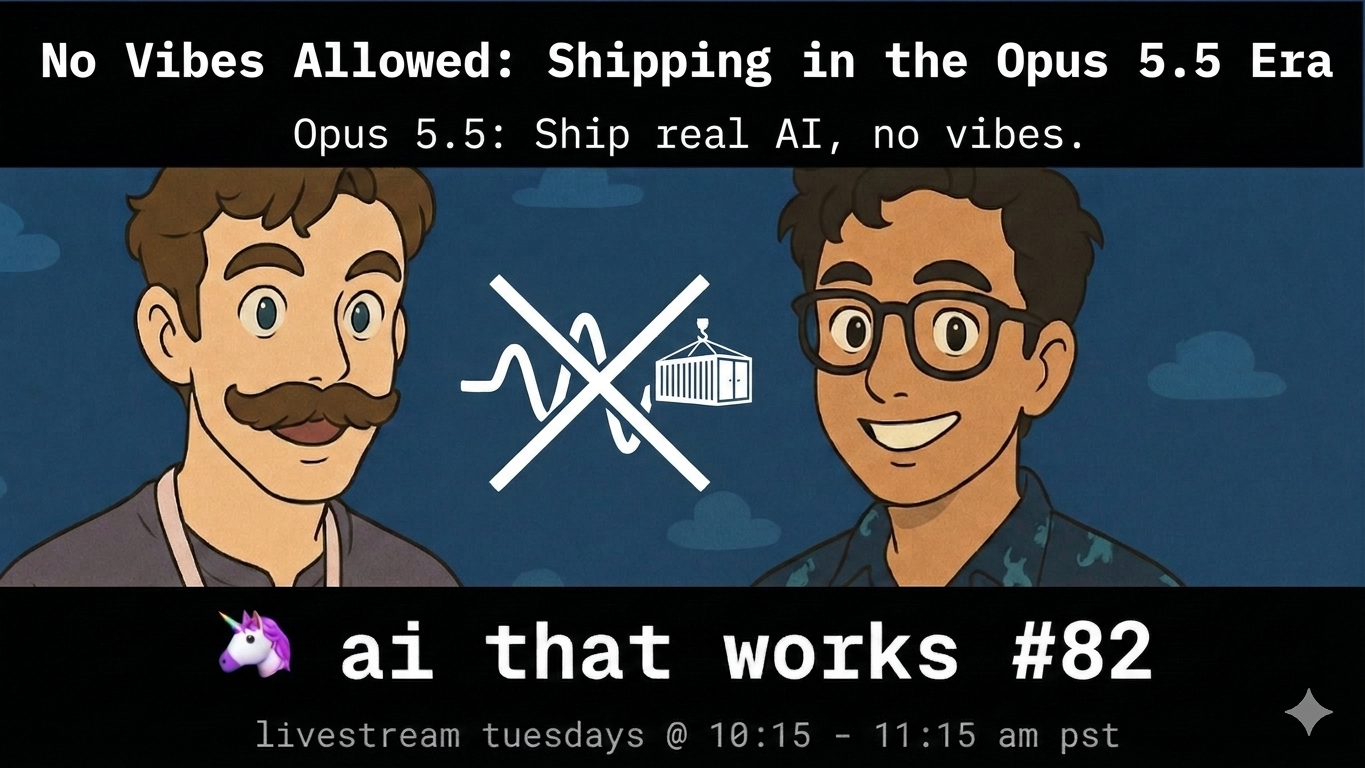 No Vibes Allowed: Shipping in the Opus 5.5 Era
Opus 5.5: Ship real AI, no vibes.
🦄 ai that works #82
livestream tuesdays @ 10:15 - 11:15 am pst